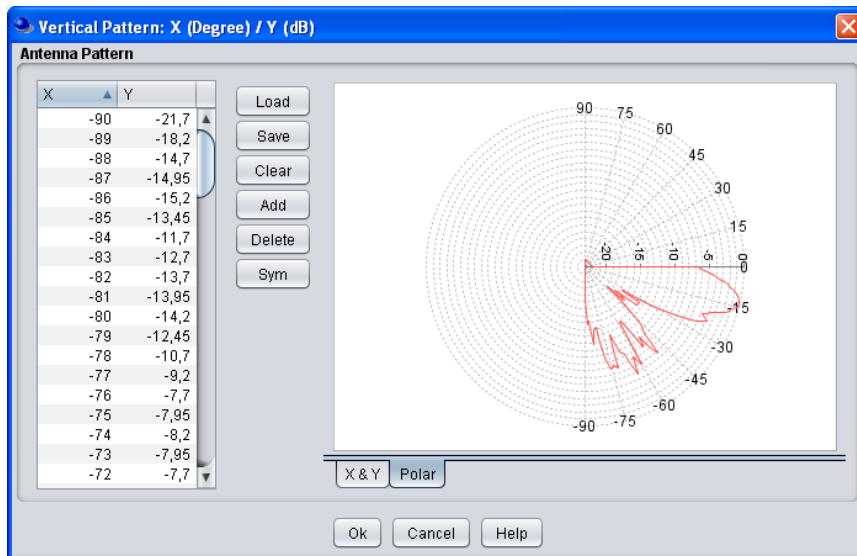 Vertical Pattern: X (Degree) / Y (dB)
Antenna Pattern
X Y
-90 -21,7
-89 -18,2
-88 -14,7
-87 -14,95
-86 -15,2
-85 -13,45
-84 -11,7
-83 -12,7
-82 -13,7
-81 -13,95
-80 -14,2
-79 -12,45
-78 -10,7
-77 -9,2
-76 -7,7
-75 -7,95
-74 -8,2
-73 -7,95
-72 -7,7
Load
Save
Clear
Add
Delete
Sym
90
75
60
45
30
15
-20 -15 -10 -5 0
0
-15
-30
-45
-60
-75
-90
X & Y Polar
Ok Cancel Help